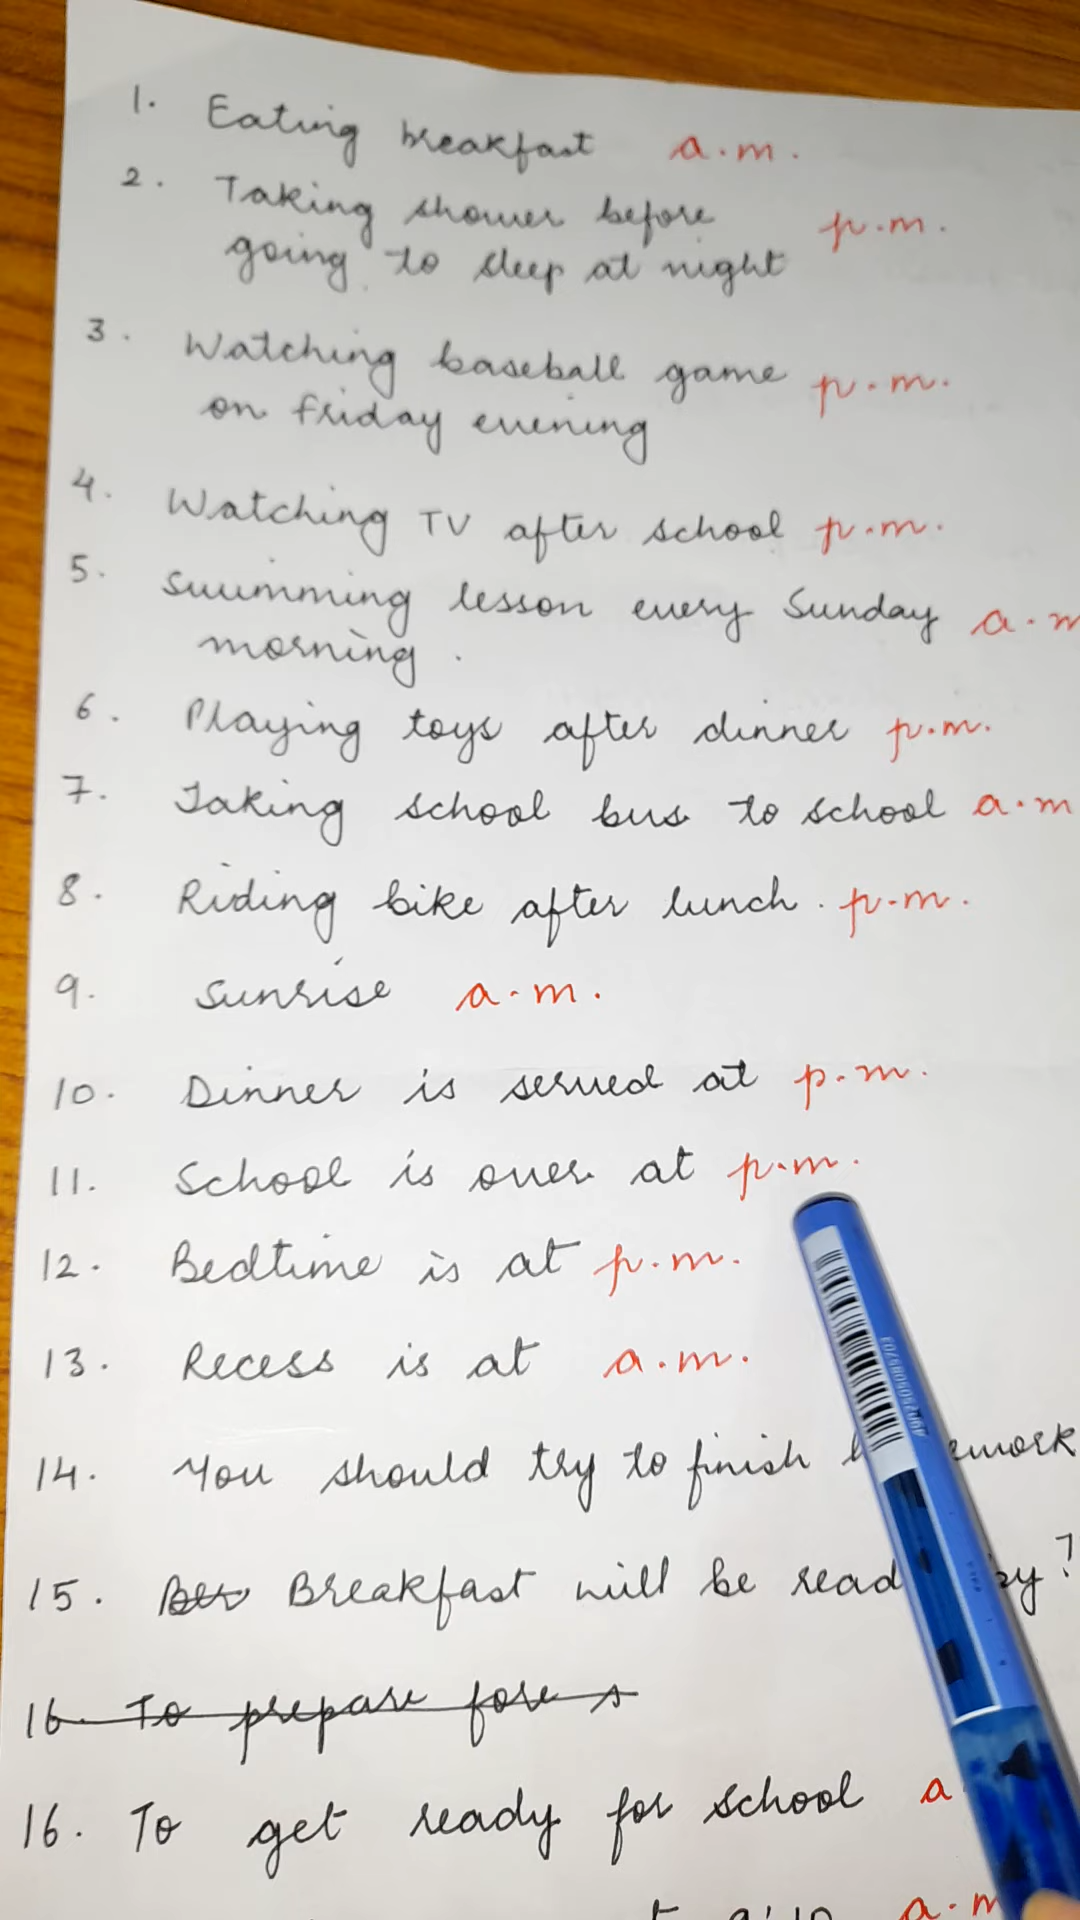 1. Eating breakfast a.m.
2. Taking shower before p.m.
going to sleep at night
3. Watching baseball game p.m.
on friday evening
4. Watching TV after school p.m.
5. Swimming lesson every Sunday a.m
morning.
6. Playing toys after dinner p.m.
7. Taking school bus to school a.m
8. Riding bike after lunch. p.m.
9. Sunrise a.m.
10. Dinner is served at p.m.
11. School is over at p.m.
12. Bedtime is at p.m.
13. Recess is at a.m.
14. You should try to finish
15. Breakfast will be
16. To prepare fore s
16. To get ready for school a
a.m